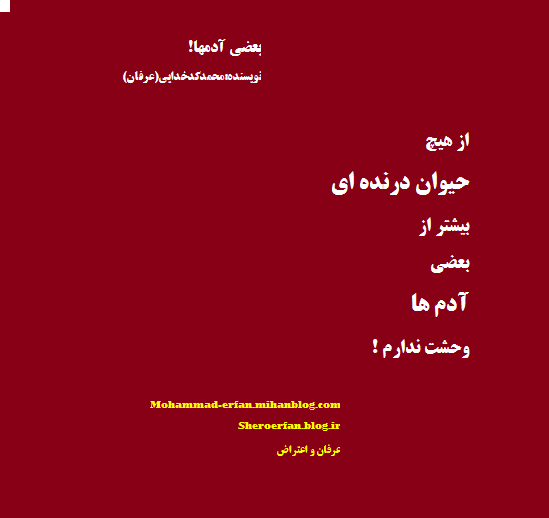 بعضی آدمها!
نویسنده:محمدکدخدایی(عرفان)
از هیچ
حیوان درنده ای
بیشتر از
بعضی
آدم ها
وحشت ندارم !
Mohammad-erfan.mihanblog.com
Sheroerfan.blog.ir
عرفان و اعتراض